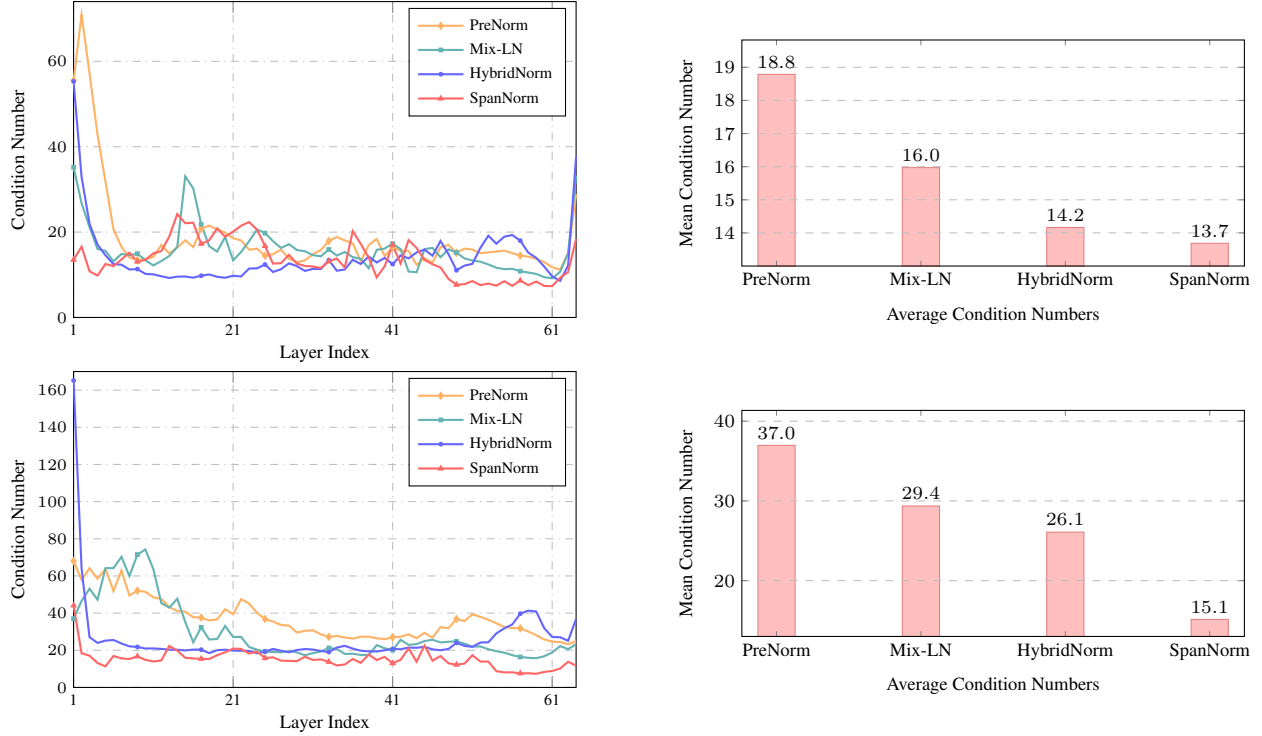 PreNorm
Mix-LN
HybridNorm
SpanNorm
60
40
20
0
1
21
41
61
Condition Number
Layer Index
19
18
17
16
15
14
18.8
16.0
14.2
13.7
PreNorm
Mix-LN
HybridNorm
SpanNorm
Mean Condition Number
Average Condition Numbers
PreNorm
Mix-LN
HybridNorm
SpanNorm
160
140
120
100
80
60
40
20
0
1
21
41
61
Condition Number
Layer Index
40
30
20
37.0
29.4
26.1
15.1
PreNorm
Mix-LN
HybridNorm
SpanNorm
Mean Condition Number
Average Condition Numbers